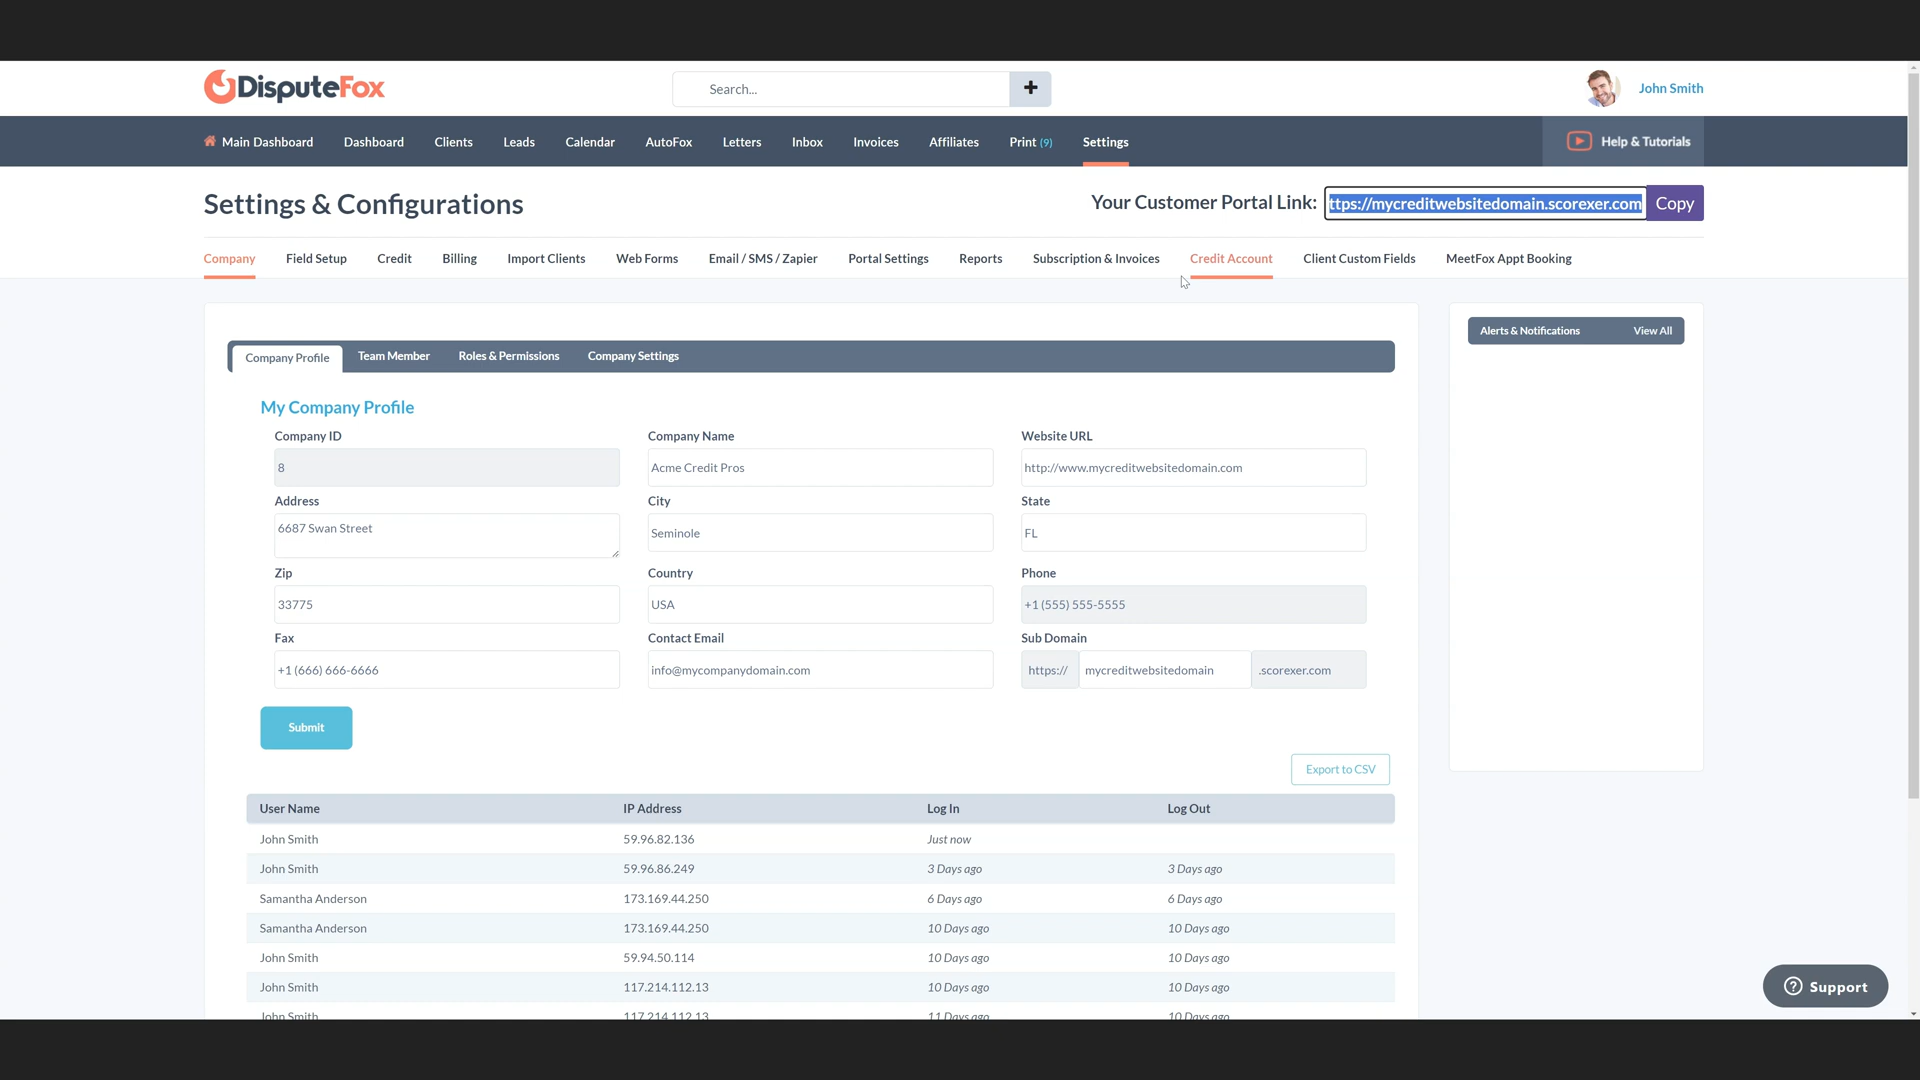 DisputeFox
Search...
+
John Smith
Main Dashboard Dashboard Clients Leads Calendar AutoFox Letters Inbox Invoices Affiliates Print (9) Settings Help & Tutorials
Settings & Configurations
Your Customer Portal Link: ttps://mycreditwebsitedomain.scorexer.com Copy
Company Field Setup Credit Billing Import Clients Web Forms Email / SMS / Zapier Portal Settings Reports Subscription & Invoices Credit Account Client Custom Fields MeetFox Appt Booking
Company Profile Team Member Roles & Permissions Company Settings
Alerts & Notifications View All
My Company Profile
Company ID Company Name Website URL
8 Acme Credit Pros http://www.mycreditwebsitedomain.com
Address City State
6687 Swan Street Seminole FL
Zip Country Phone
33775 USA +1 (555) 555-5555
Fax Contact Email Sub Domain
+1 (666) 666-6666 info@mycompanydomain.com https:// mycreditwebsitedomain .scorexer.com
Submit
Export to CSV
User Name IP Address Log In Log Out
John Smith 59.96.82.136 Just now
John Smith 59.96.86.249 3 Days ago 3 Days ago
Samantha Anderson 173.169.44.250 6 Days ago 6 Days ago
Samantha Anderson 173.169.44.250 10 Days ago 10 Days ago
John Smith 59.94.50.114 10 Days ago 10 Days ago
John Smith 117.214.112.13 10 Days ago 10 Days ago
John Smith 117.214.112.13 11 Days ago 10 Days ago
Support